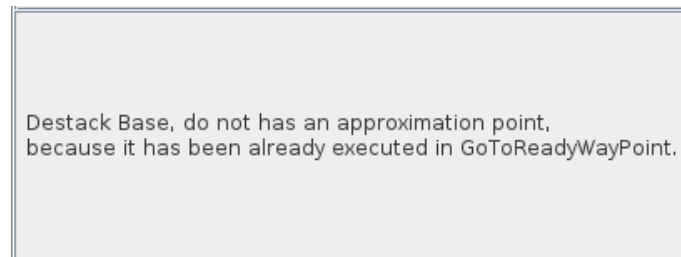 Destack Base, do not has an approximation point,
because it has been already executed in GoToReadyWayPoint.